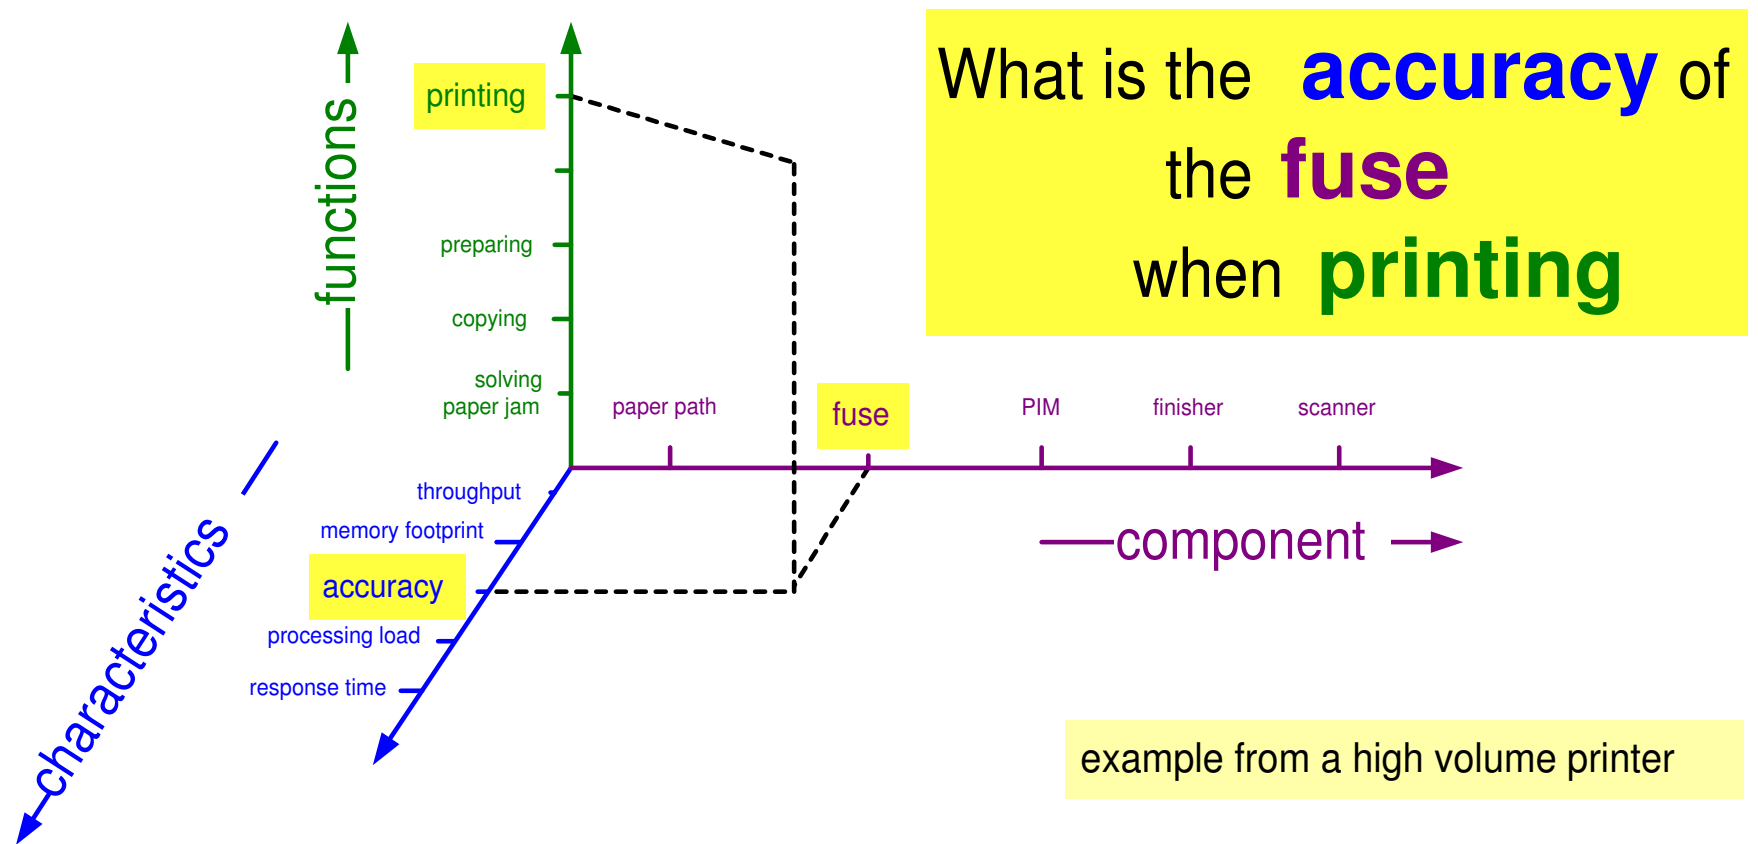 What is the accuracy of
the fuse
when printing
functions
printing
preparing
copying
solving
paper jam
paper path
fuse
PIM
finisher
scanner
component
throughput
memory footprint
accuracy
processing load
response time
characteristics
example from a high volume printer